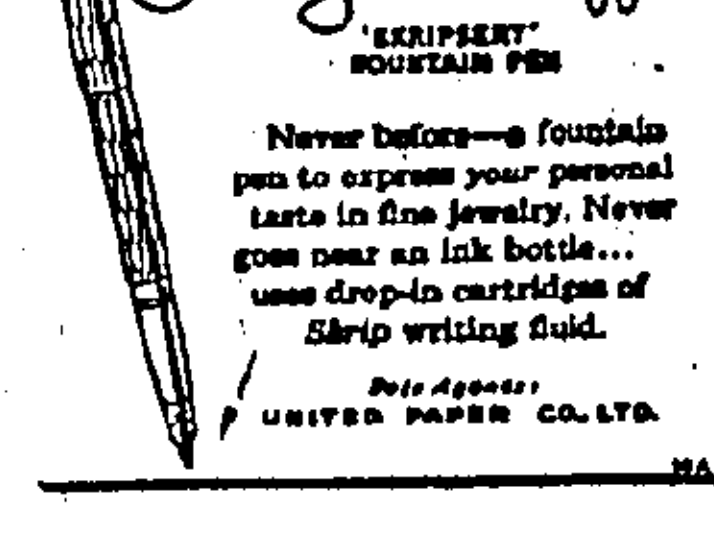 'SKRIPSERT'
FOUNTAIN PEN
Never before—a fountain
pen to express your personal
taste in fine jewelry. Never
goes near an ink bottle...
uses drop-in cartridges of
Skrip writing fluid.
Sole Agents:
UNITED PAPER CO., LTD.